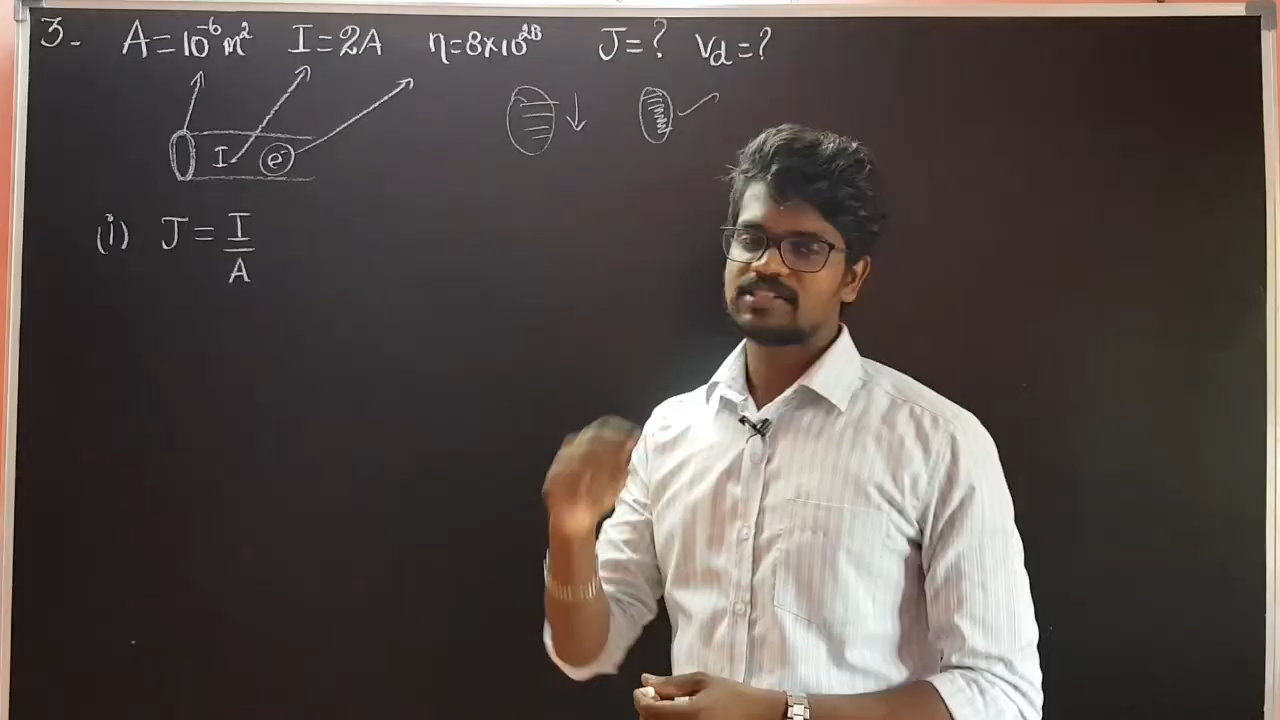 3. A = 10⁻⁶ m² I = 2A η = 8×10²⁸ J = ? Vd = ?
I e⁻
(i) J = I/A